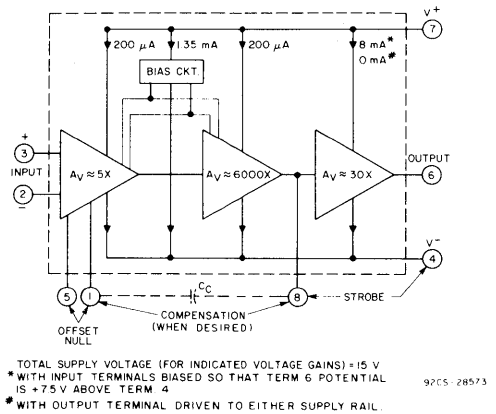 V+
7
200 μA
1.35 mA
200 μA
8 mA*
0 mA#
BIAS CKT.
+
3
INPUT
2
−
AV ≈ 5X
AV ≈ 6000X
AV ≈ 30X
OUTPUT
6
V−
4
5
1
CC
8
STROBE
OFFSET
NULL
COMPENSATION
(WHEN DESIRED)
TOTAL SUPPLY VOLTAGE (FOR INDICATED VOLTAGE GAINS) = 15 V
* WITH INPUT TERMINALS BIASED SO THAT TERM 6 POTENTIAL
IS +7.5 V ABOVE TERM. 4
# WITH OUTPUT TERMINAL DRIVEN TO EITHER SUPPLY RAIL.
92CS-28573